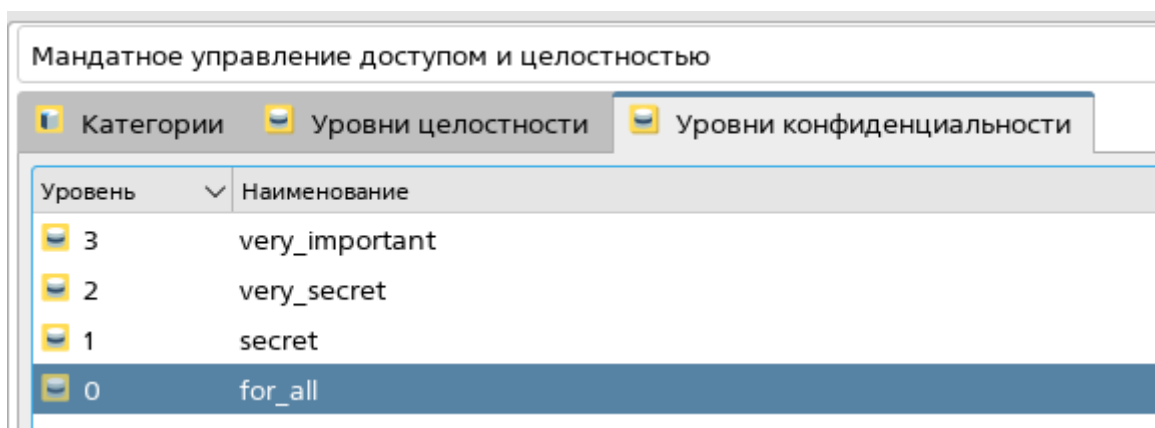 Мандатное управление доступом и целостностью
Категории Уровни целостности Уровни конфиденциальности
Уровень Наименование
3 very_important
2 very_secret
1 secret
0 for_all